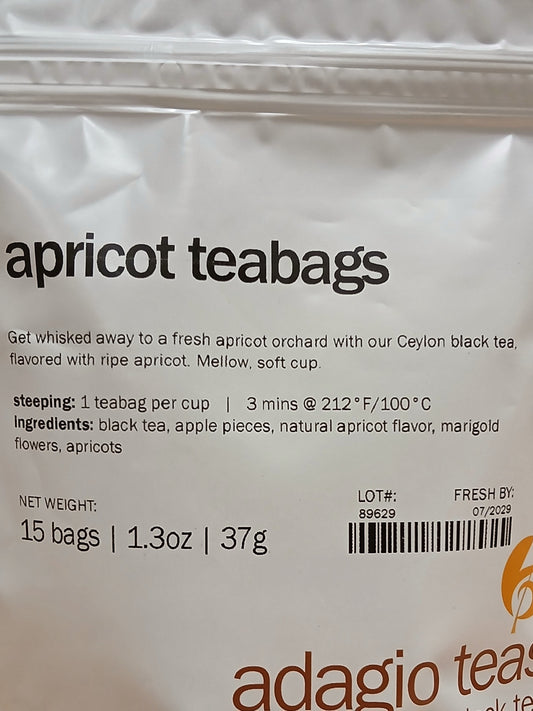 apricot teabags
Get whisked away to a fresh apricot orchard with our Ceylon black tea,
flavored with ripe apricot. Mellow, soft cup.
steeping: 1 teabag per cup | 3 mins @ 212°F/100°C
Ingredients: black tea, apple pieces, natural apricot flavor, marigold
flowers, apricots
NET WEIGHT:
15 bags | 1.3oz | 37g
LOT#:
89629
FRESH BY:
07/2029
adagio teas